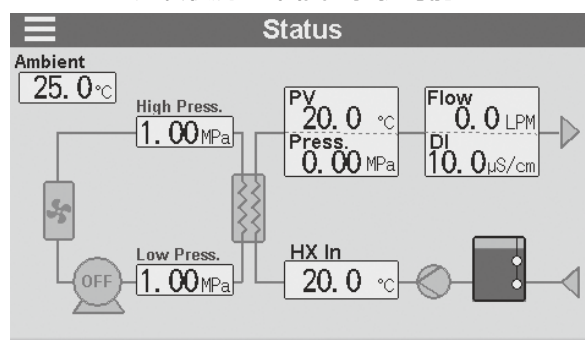 Status
Ambient
25.0°C
High Press.
1.00MPa
PV
20.0 °C
Press.
0.00 MPa
Flow
0.0 LPM
DI
10.0µS/cm
OFF
Low Press.
1.00MPa
HX In
20.0 °C